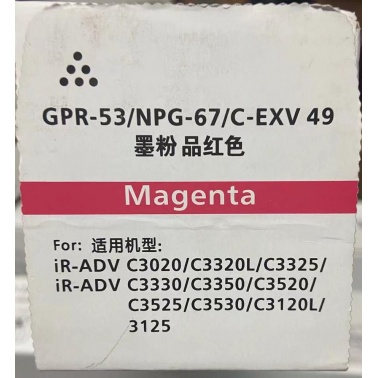 GPR-53/NPG-67/C-EXV 49
墨粉 品红色
Magenta
For: 适用机型:
iR-ADV C3020/C3320L/C3325/
iR-ADV C3330/C3350/C3520/
C3525/C3530/C3120L/
3125